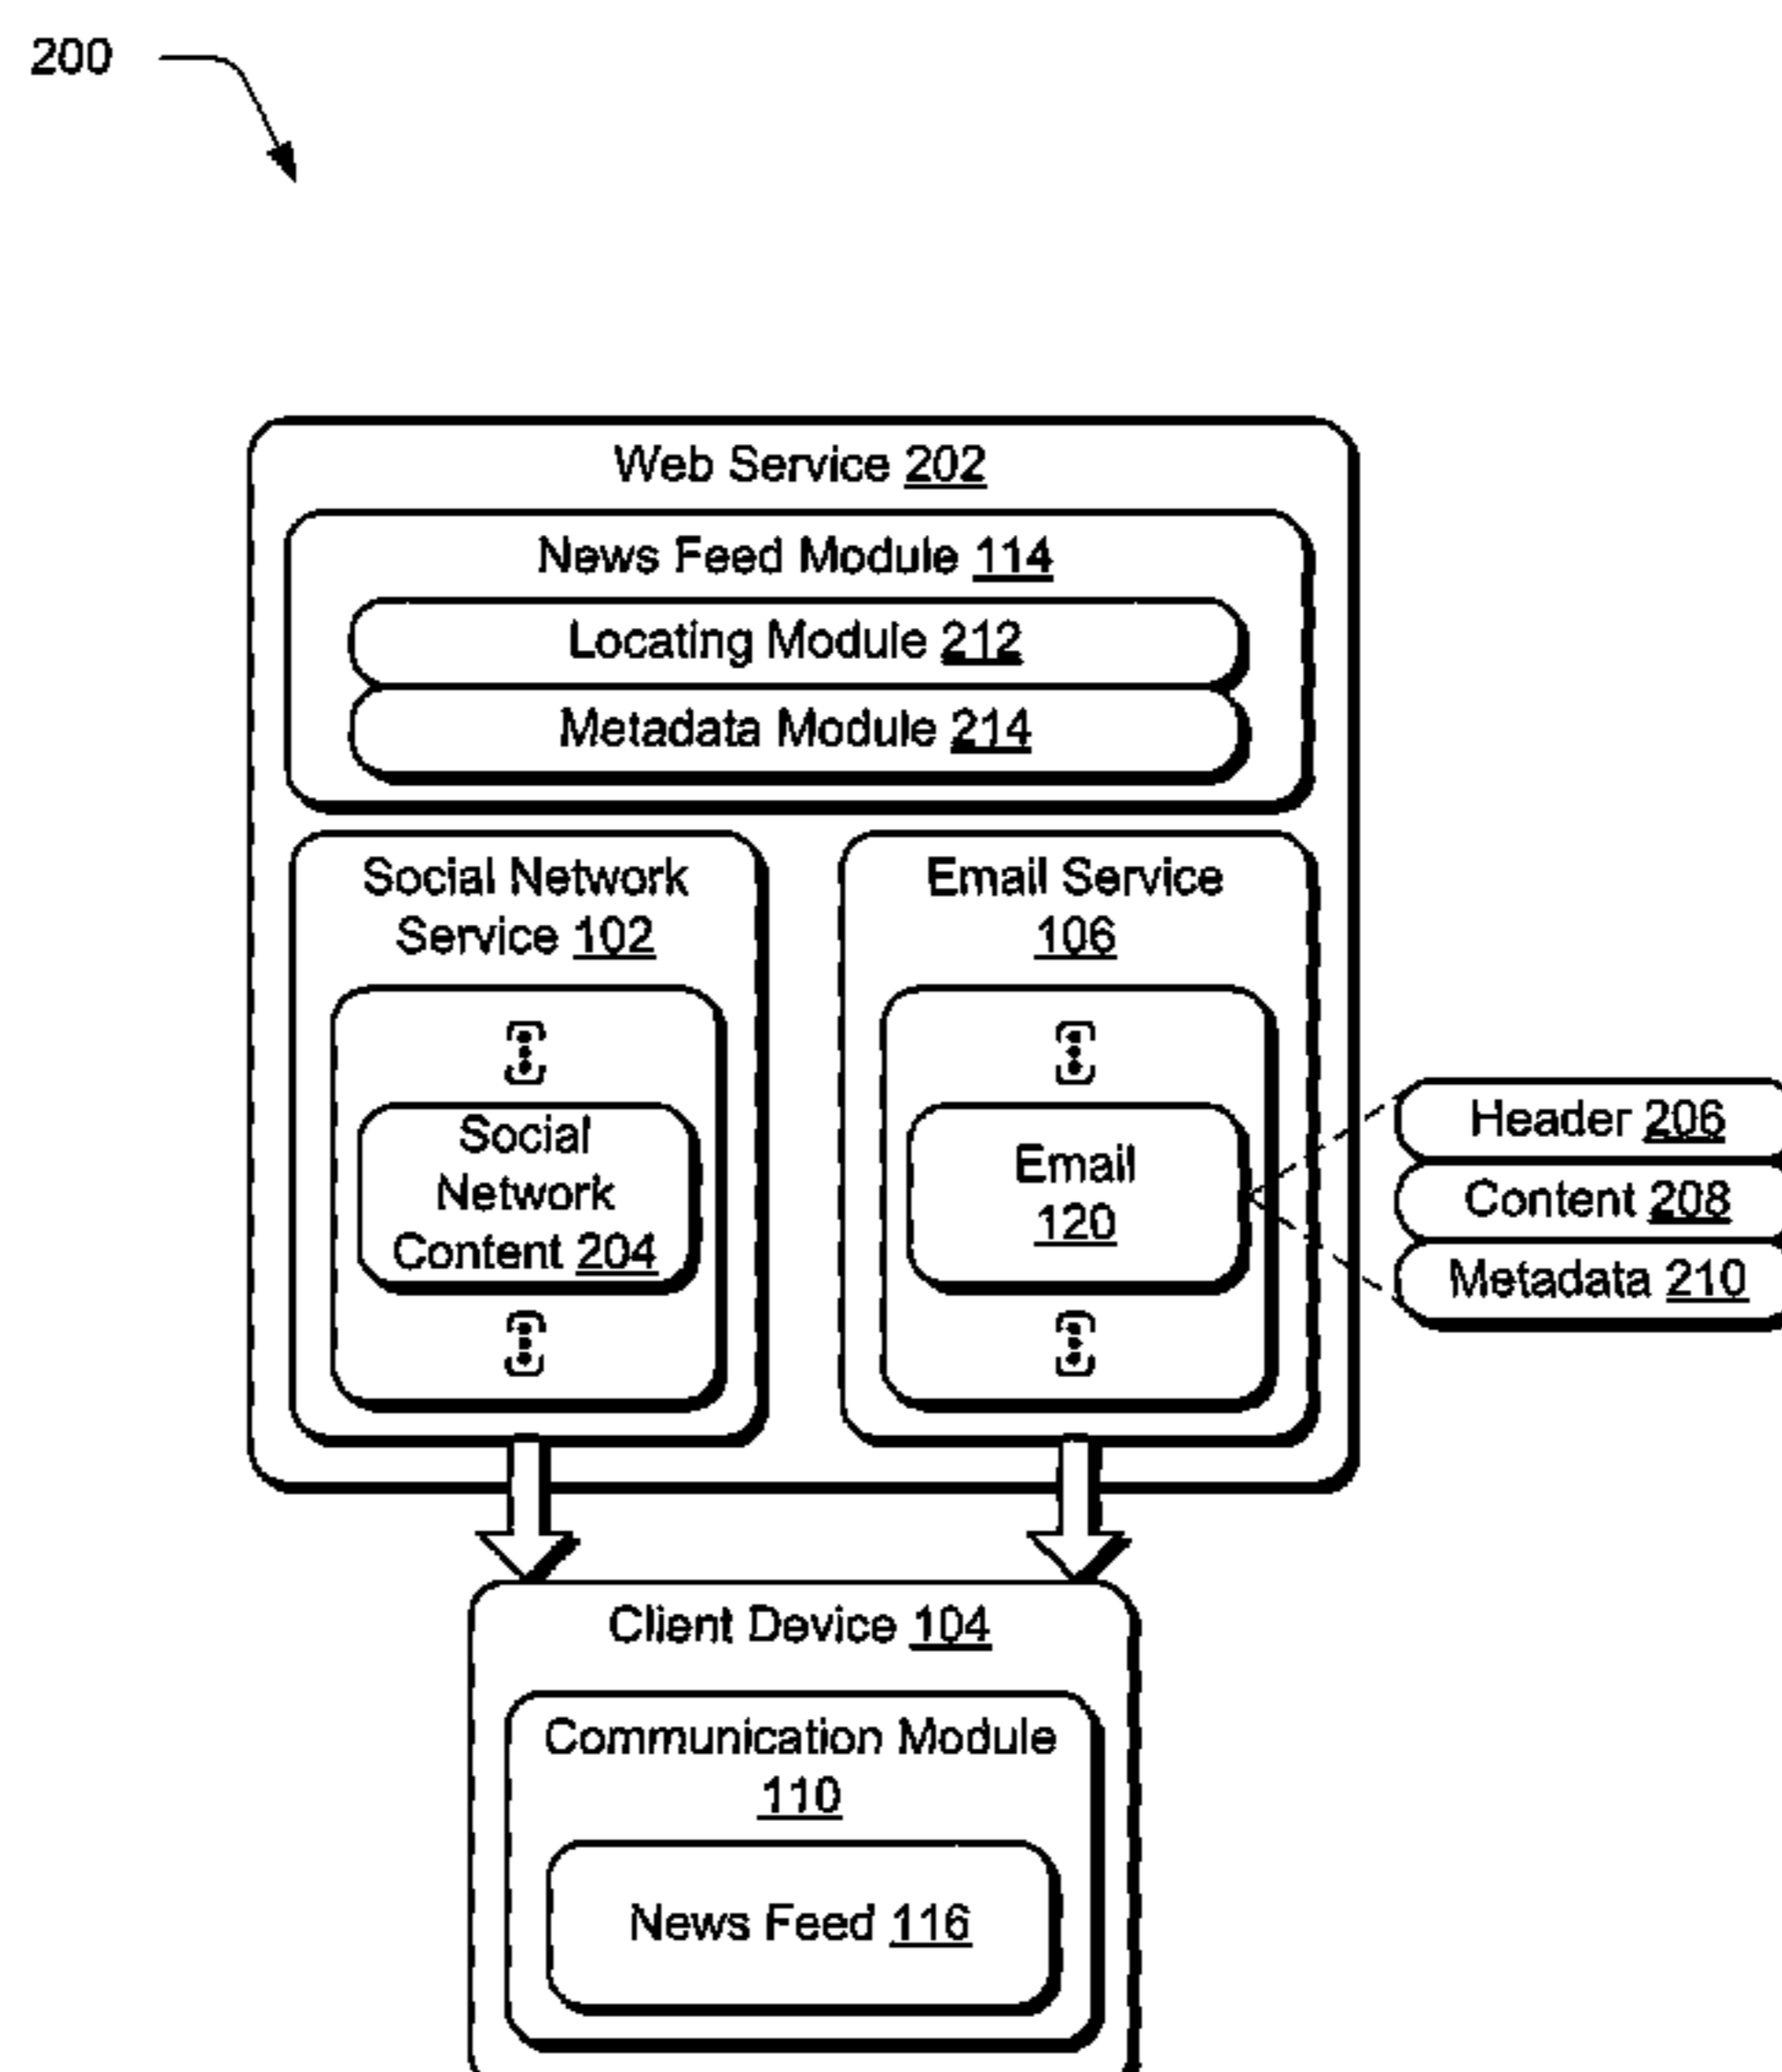 200
Web Service 202
News Feed Module 114
Locating Module 212
Metadata Module 214
Social Network
Service 102
Social
Network
Content 204
Email Service
106
Email
120
Header 206
Content 208
Metadata 210
Client Device 104
Communication Module
110
News Feed 116